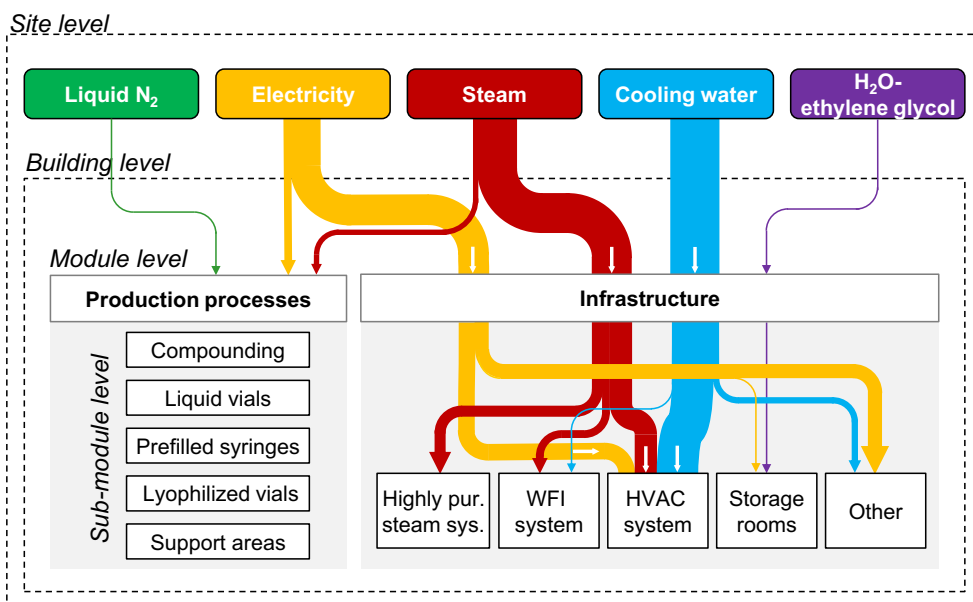 Site level
Liquid N₂
Electricity
Steam
Cooling water
H₂O-
ethylene glycol
Building level
Module level
Production processes
Infrastructure
Sub-module level
Compounding
Liquid vials
Prefilled syringes
Lyophilized vials
Support areas
Highly pur.
steam sys.
WFI
system
HVAC
system
Storage
rooms
Other